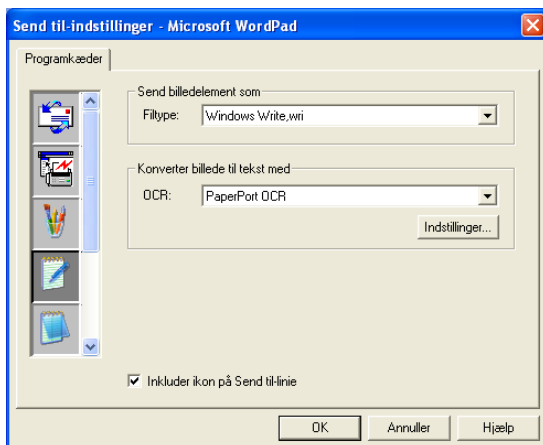 Send til-indstillinger - Microsoft WordPad
Programkæder
Send billedelement som
Filtype: Windows Write,wri
Konverter billede til tekst med
OCR: PaperPort OCR
Indstillinger...
Inkluder ikon på Send til-linie
OK Annuller Hjælp